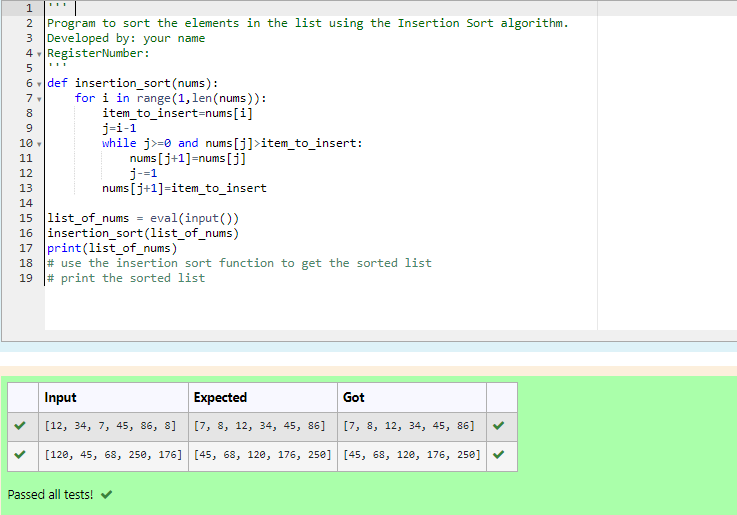 1 '''
2 Program to sort the elements in the list using the Insertion Sort algorithm.
3 Developed by: your name
4 RegisterNumber:
5 '''
6 def insertion_sort(nums):
7     for i in range(1,len(nums)):
8         item_to_insert=nums[i]
9         j=i-1
10         while j>=0 and nums[j]>item_to_insert:
11             nums[j+1]=nums[j]
12             j-=1
13         nums[j+1]=item_to_insert
14
15 list_of_nums = eval(input())
16 insertion_sort(list_of_nums)
17 print(list_of_nums)
18 # use the insertion sort function to get the sorted list
19 # print the sorted list
Input Expected Got
[12, 34, 7, 45, 86, 8] [7, 8, 12, 34, 45, 86] [7, 8, 12, 34, 45, 86]
[120, 45, 68, 250, 176] [45, 68, 120, 176, 250] [45, 68, 120, 176, 250]
Passed all tests!